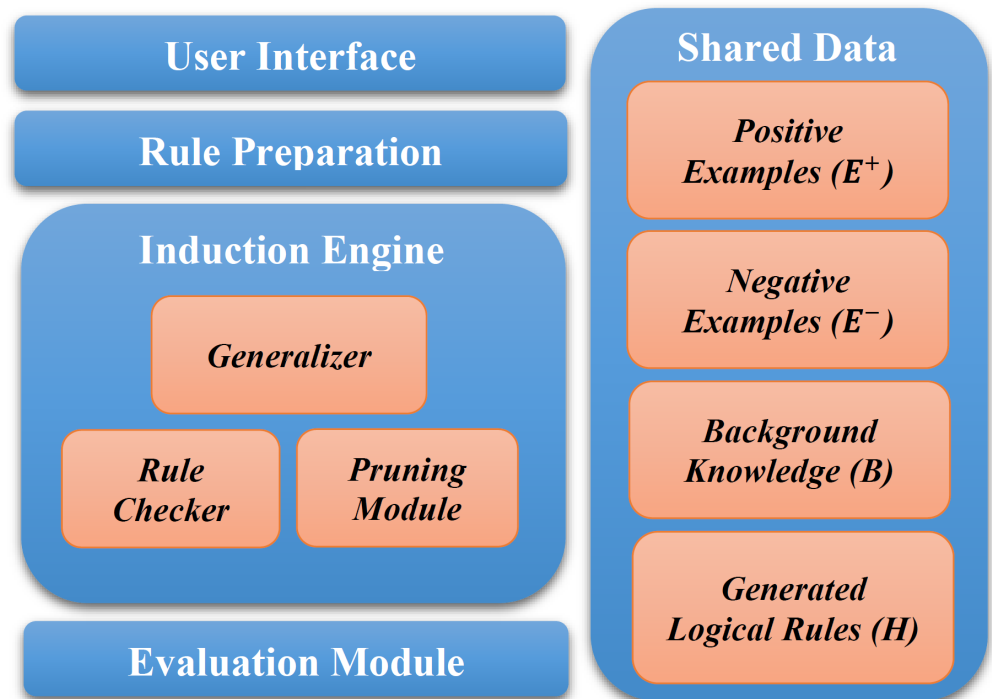 User Interface
Rule Preparation
Induction Engine
Generalizer
Rule
Checker
Pruning
Module
Evaluation Module
Shared Data
Positive
Examples (E⁺)
Negative
Examples (E⁻)
Background
Knowledge (B)
Generated
Logical Rules (H)